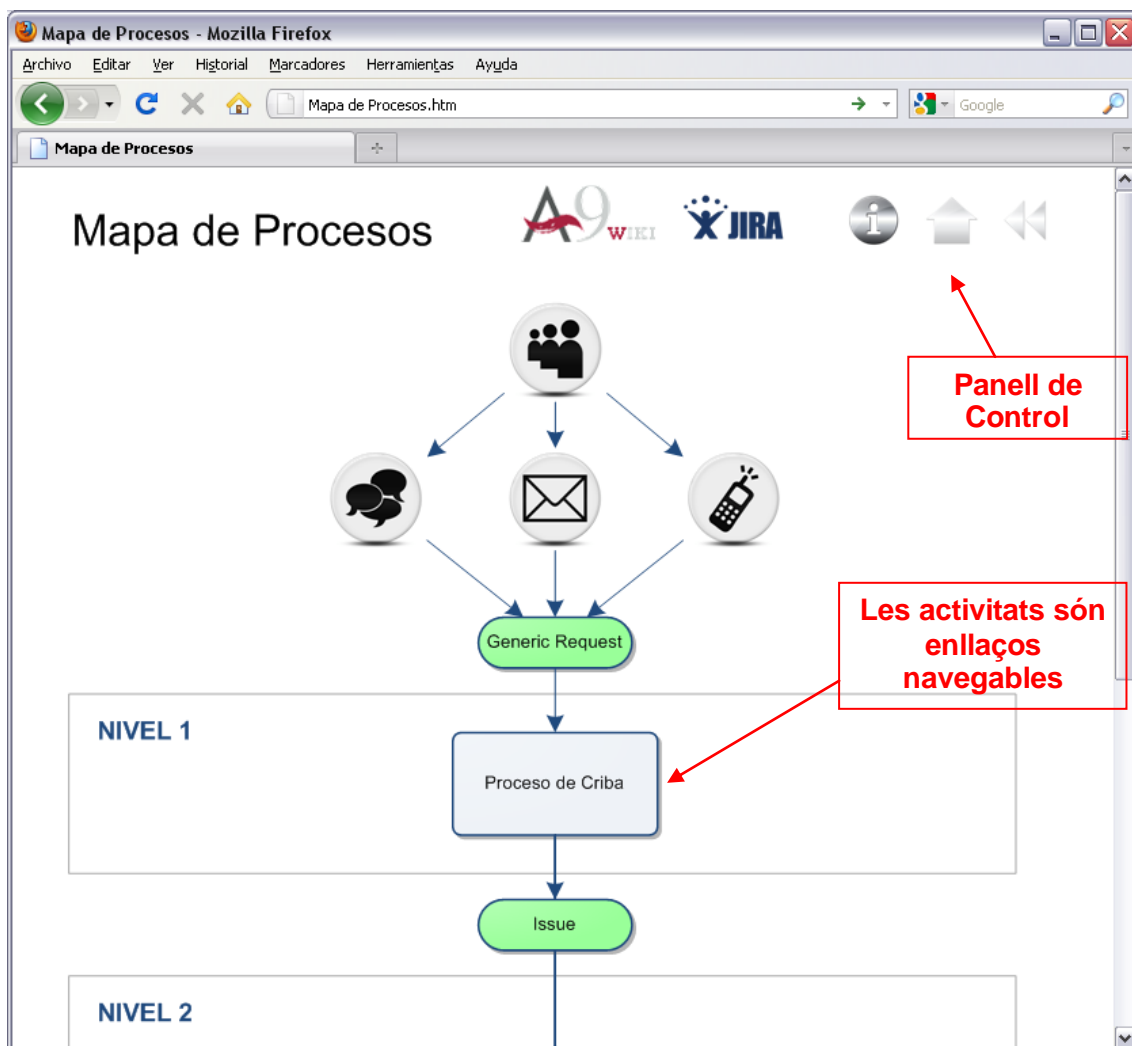 Mapa de Procesos - Mozilla Firefox
Archivo Editar Ver Historial Marcadores Herramientas Ayuda
Mapa de Procesos.htm
Google
Mapa de Procesos
Mapa de Procesos
A9 WIKI
JIRA
i
Panell de
Control
Generic Request
Les activitats són
enllaços
navegables
NIVEL 1
Proceso de Criba
Issue
NIVEL 2